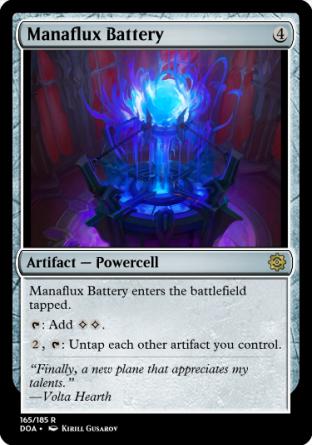 Manaflux Battery 4
Artifact — Powercell
Manaflux Battery enters the battlefield
tapped.
: Add .
2, : Untap each other artifact you control.
“Finally, a new plane that appreciates my
talents.”
—Volta Hearth
165/185 R
DOA • Kirill Gusarov